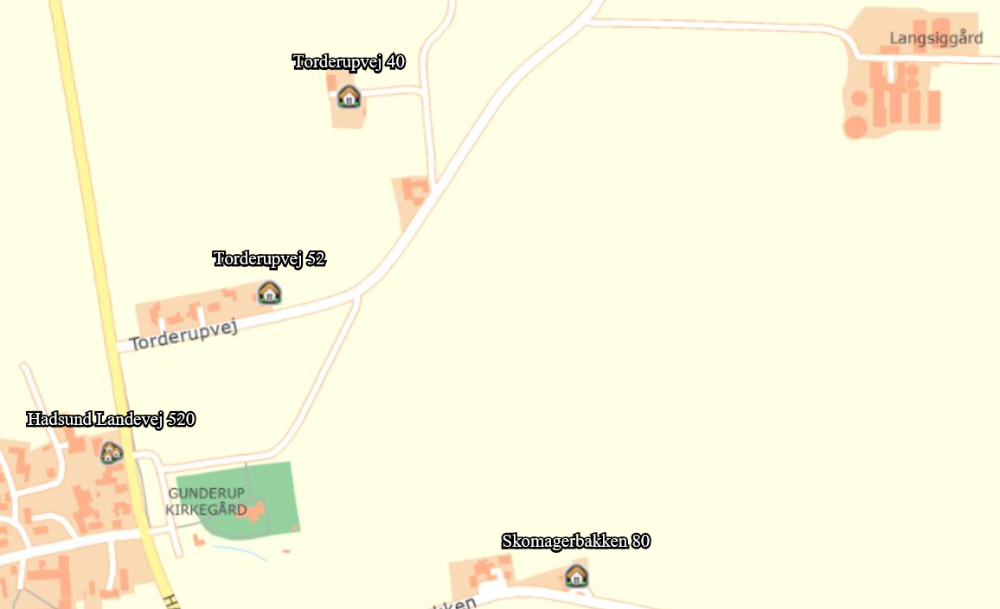 Langsiggård
Torderupvej 40
Torderupvej 52
Torderupvej
Hadsund Landevej 520
GUNDERUP
KIRKEGÅRD
Skomagerbakken 80